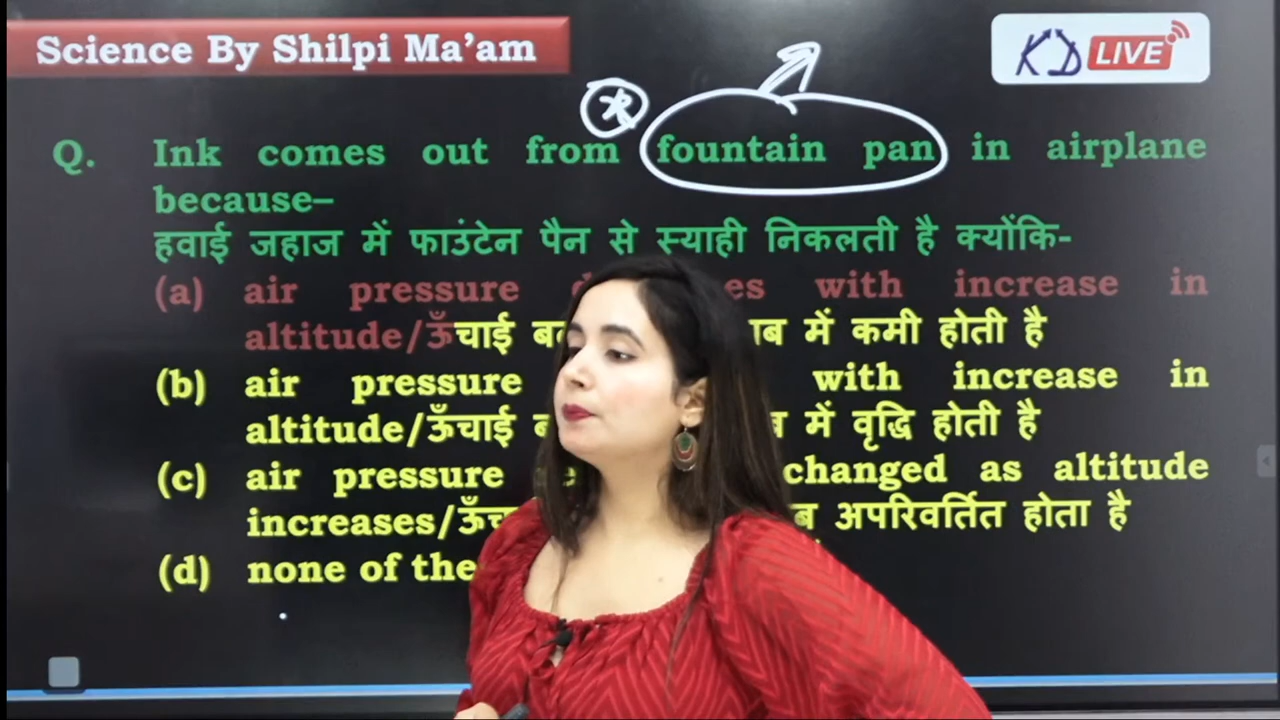 Science By Shilpi Ma'am
KD LIVE
Q. Ink comes out from fountain pan in airplane
because–
हवाई जहाज में फाउंटेन पैन से स्याही निकलती है क्योंकि-
(a) air pressure with increase in
altitude/ऊँचाई में कमी होती है
(b) air pressure with increase in
altitude/ऊँचाई में वृद्धि होती है
(c) air pressure changed as altitude
increases/ अपरिवर्तित होता है
(d) none of the